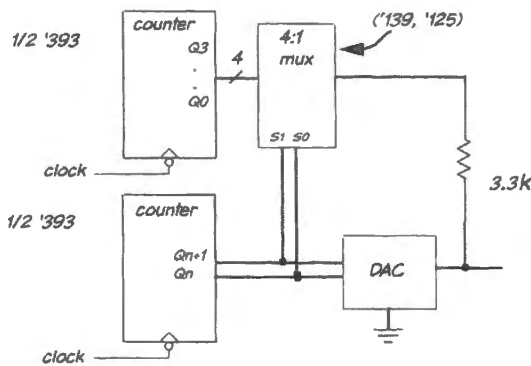 1/2 '393
counter
Q3
.
.
Q0
clock
4
4:1
mux
S1 S0
('139, '125)
3.3k
1/2 '393
counter
Qn+1
Qn
clock
DAC